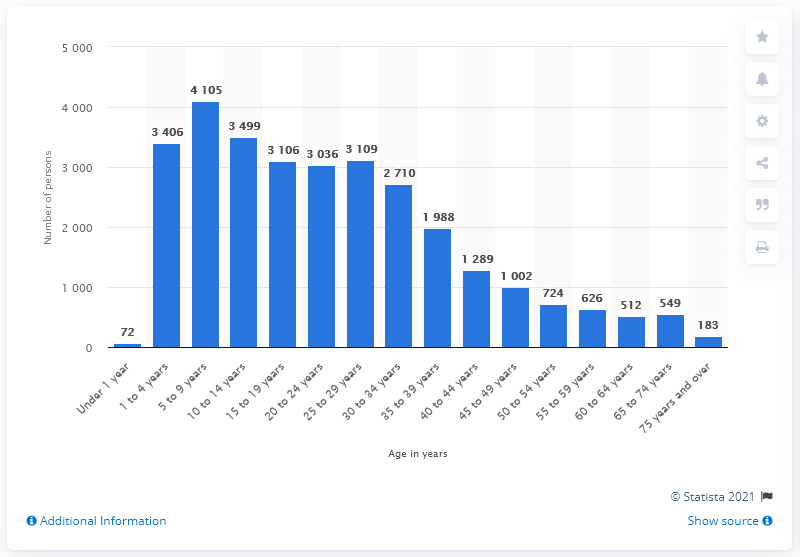 5 000
4 000
3 000
2 000
1 000
0
Number of persons
72
3 406
4 105
3 499
3 106
3 036
3 109
2 710
1 988
1 289
1 002
724
626
512
549
183
Under 1 year
1 to 4 years
5 to 9 years
10 to 14 years
15 to 19 years
20 to 24 years
25 to 29 years
30 to 34 years
35 to 39 years
40 to 44 years
45 to 49 years
50 to 54 years
55 to 59 years
60 to 64 years
65 to 74 years
75 years and over
Age in years
© Statista 2021
Additional Information
Show source